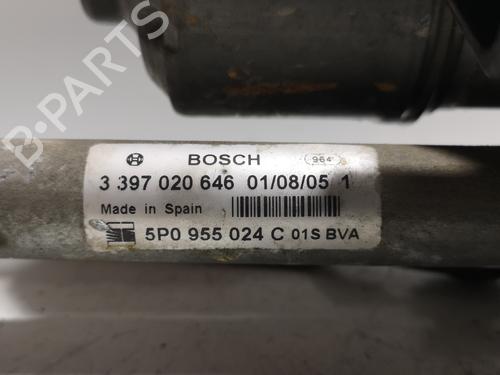 B-PARTS
BOSCH 964
3 397 020 646 01/08/05 1
Made in Spain
5P0 955 024 C 01S BVA